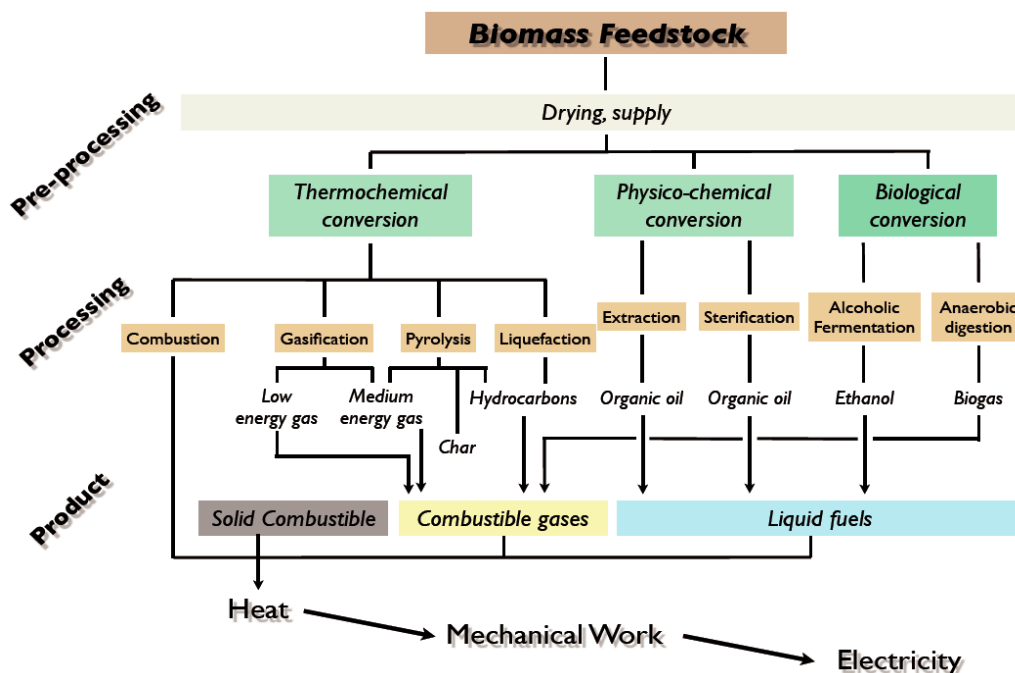 Biomass Feedstock
Pre-processing
Drying, supply
Thermochemical
conversion
Physico-chemical
conversion
Biological
conversion
Processing
Combustion
Gasification
Pyrolysis
Liquefaction
Extraction
Sterification
Alcoholic
Fermentation
Anaerobic
digestion
Low
energy gas
Medium
energy gas
Char
Hydrocarbons
Organic oil
Organic oil
Ethanol
Biogas
Product
Solid Combustible
Combustible gases
Liquid fuels
Heat
Mechanical Work
Electricity